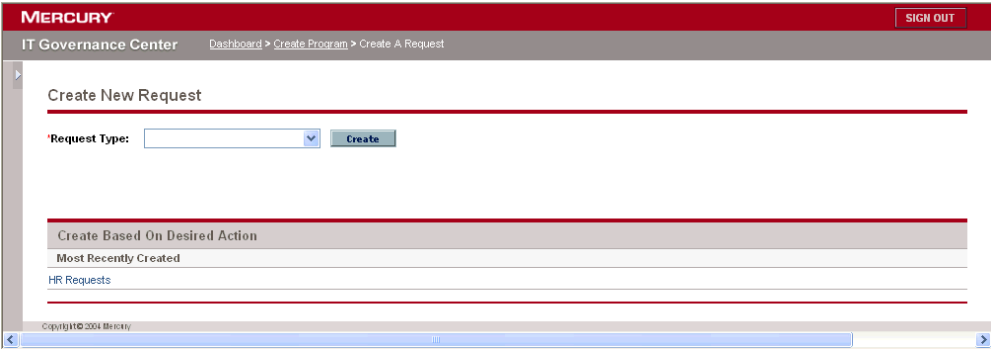 MERCURY
SIGN OUT
IT Governance Center
Dashboard > Create Program > Create A Request
Create New Request
*Request Type:
Create
Create Based On Desired Action
Most Recently Created
HR Requests
Copyright © 2004 Mercury